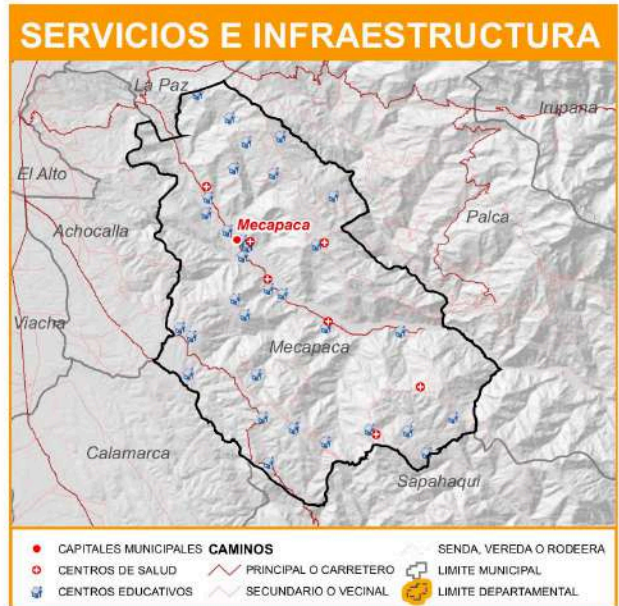 SERVICIOS E INFRAESTRUCTURA
La Paz
Irupana
El Alto
Palca
Achocalla
Mecapaca
Viacha
Mecapaca
Calamarca
Sapahaqui
CAPITALES MUNICIPALES CAMINOS SENDA, VEREDA O RODEERA
CENTROS DE SALUD PRINCIPAL O CARRETERO LIMITE MUNICIPAL
CENTROS EDUCATIVOS SECUNDARIO O VECINAL LIMITE DEPARTAMENTAL